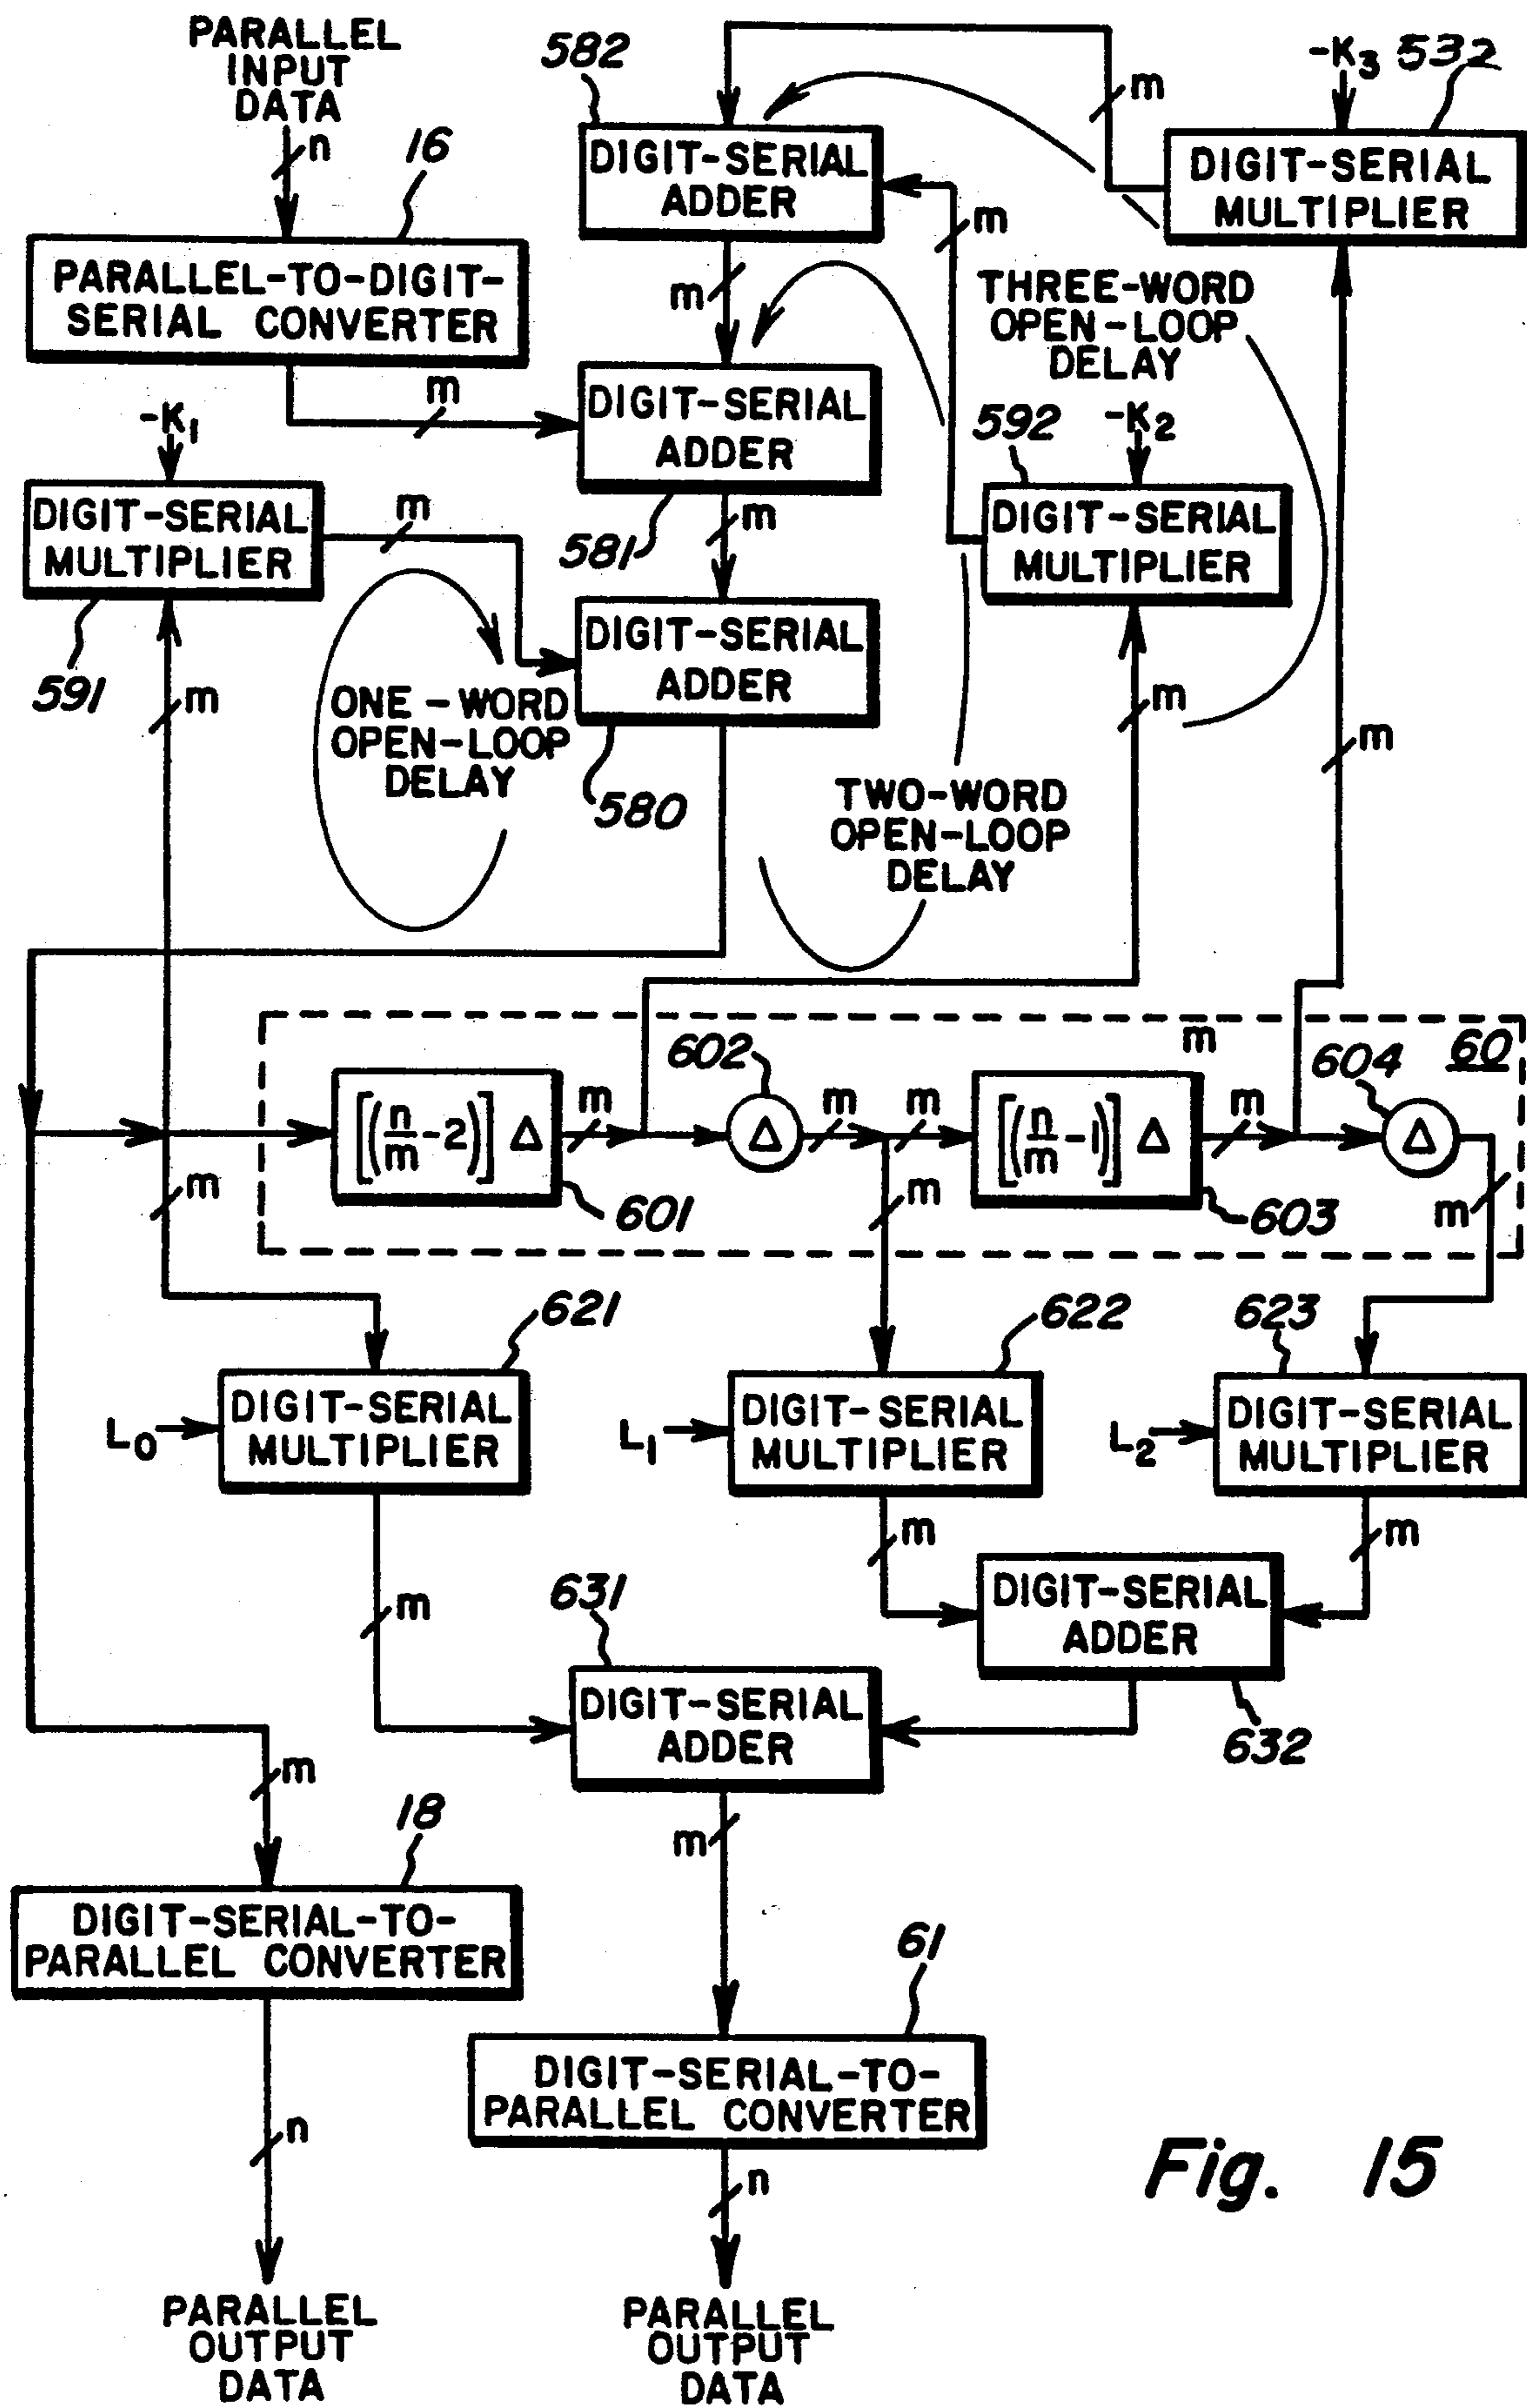 PARALLEL
INPUT
DATA
n
16
PARALLEL-TO-DIGIT-
SERIAL CONVERTER
m
582
DIGIT-SERIAL
ADDER
m
-K3
532
DIGIT-SERIAL
MULTIPLIER
m
m
THREE-WORD
OPEN-LOOP
DELAY
-K1
DIGIT-SERIAL
MULTIPLIER
591
m
m
DIGIT-SERIAL
ADDER
581
m
592
-K2
DIGIT-SERIAL
MULTIPLIER
m
m
DIGIT-SERIAL
ADDER
580
ONE-WORD
OPEN-LOOP
DELAY
TWO-WORD
OPEN-LOOP
DELAY
m
60
[(n/m-2)] Δ
601
m
602
Δ
m
m
[(n/m-1)] Δ
603
m
604
Δ
m
m
m
621
L0
DIGIT-SERIAL
MULTIPLIER
622
L1
DIGIT-SERIAL
MULTIPLIER
623
L2
DIGIT-SERIAL
MULTIPLIER
m
m
m
DIGIT-SERIAL
ADDER
632
631
DIGIT-SERIAL
ADDER
m
18
DIGIT-SERIAL-TO-
PARALLEL CONVERTER
m
61
DIGIT-SERIAL-TO-
PARALLEL CONVERTER
n
n
PARALLEL
OUTPUT
DATA
PARALLEL
OUTPUT
DATA
Fig. 15